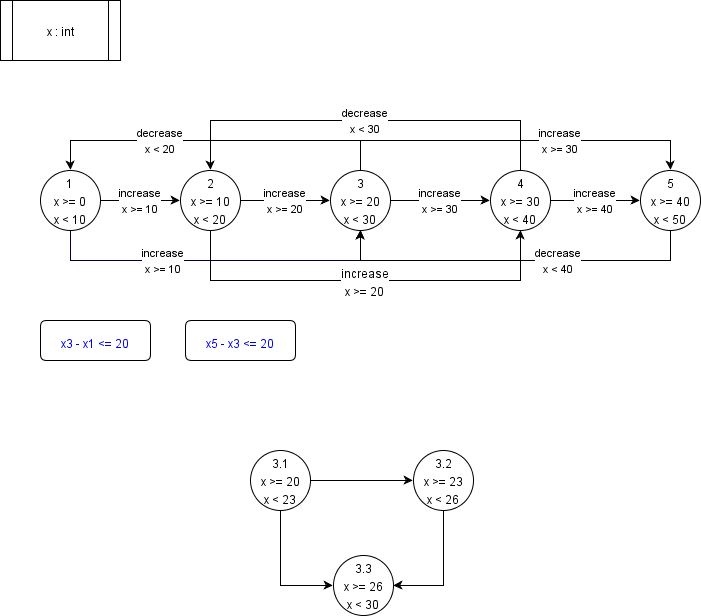 x : int
decrease
x < 30
decrease
x < 20
increase
x >= 30
1
x >= 0
x < 10
increase
x >= 10
2
x >= 10
x < 20
increase
x >= 20
3
x >= 20
x < 30
increase
x >= 30
4
x >= 30
x < 40
increase
x >= 40
5
x >= 40
x < 50
increase
x >= 10
decrease
x < 40
increase
x >= 20
x3 - x1 <= 20
x5 - x3 <= 20
3.1
x >= 20
x < 23
3.2
x >= 23
x < 26
3.3
x >= 26
x < 30